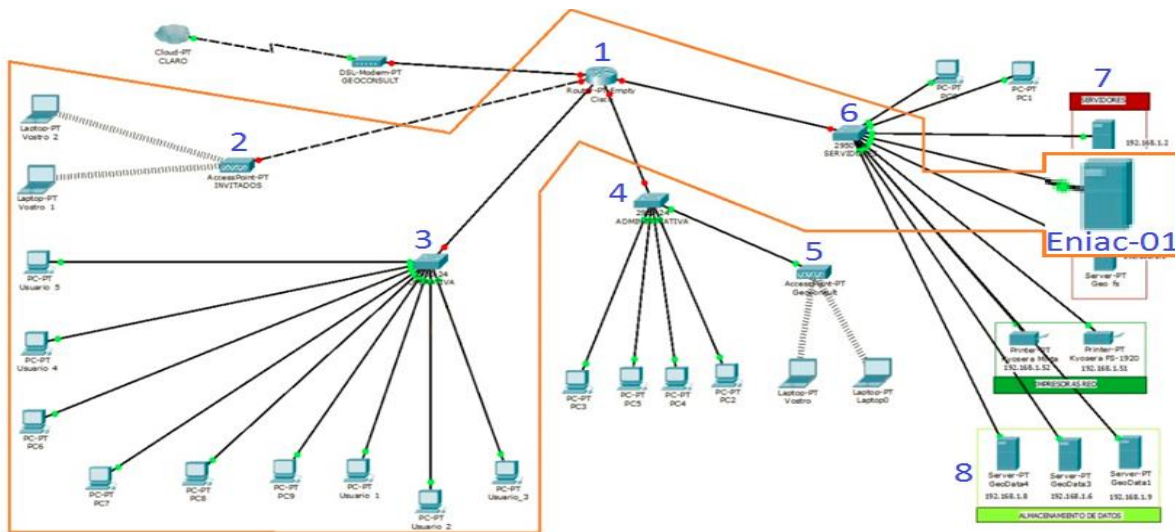 Cloud-PT
CLARO
DSL-Modem-PT
GEOCONSULT
1
Router-PT-Empty
2
Laptop-PT
Vostro 2
AccessPoint-PT
INVITADOS
Laptop-PT
Vostro 1
3
PC-PT
Usuario 5
PC-PT
Usuario 4
PC-PT
PC6
PC-PT
PC7
PC-PT
PC8
PC-PT
PC9
PC-PT
Usuario 1
PC-PT
Usuario 2
PC-PT
Usuario_3
4
ADMINISTRATIVA
5
AccessPoint-PT
GeoConsult
PC-PT
PC3
PC-PT
PC5
PC-PT
PC4
PC-PT
PC2
Laptop-PT
Vostro
Laptop-PT
Laptop0
6
PC-PT
PC-PT
PC1
7
SERVIDORES
192.168.1.2
Eniac-01
Server-PT
Geo fs
Printer-PT
Kyosera
192.168.1.52
Printer-PT
Kyosera FS-1920
192.168.1.51
IMPRESORAS RED
8
Server-PT
GeoData4
192.168.1.8
Server-PT
GeoData3
192.168.1.6
Server-PT
GeoData1
192.168.1.9
ALMACENAMIENTO DE DATOS